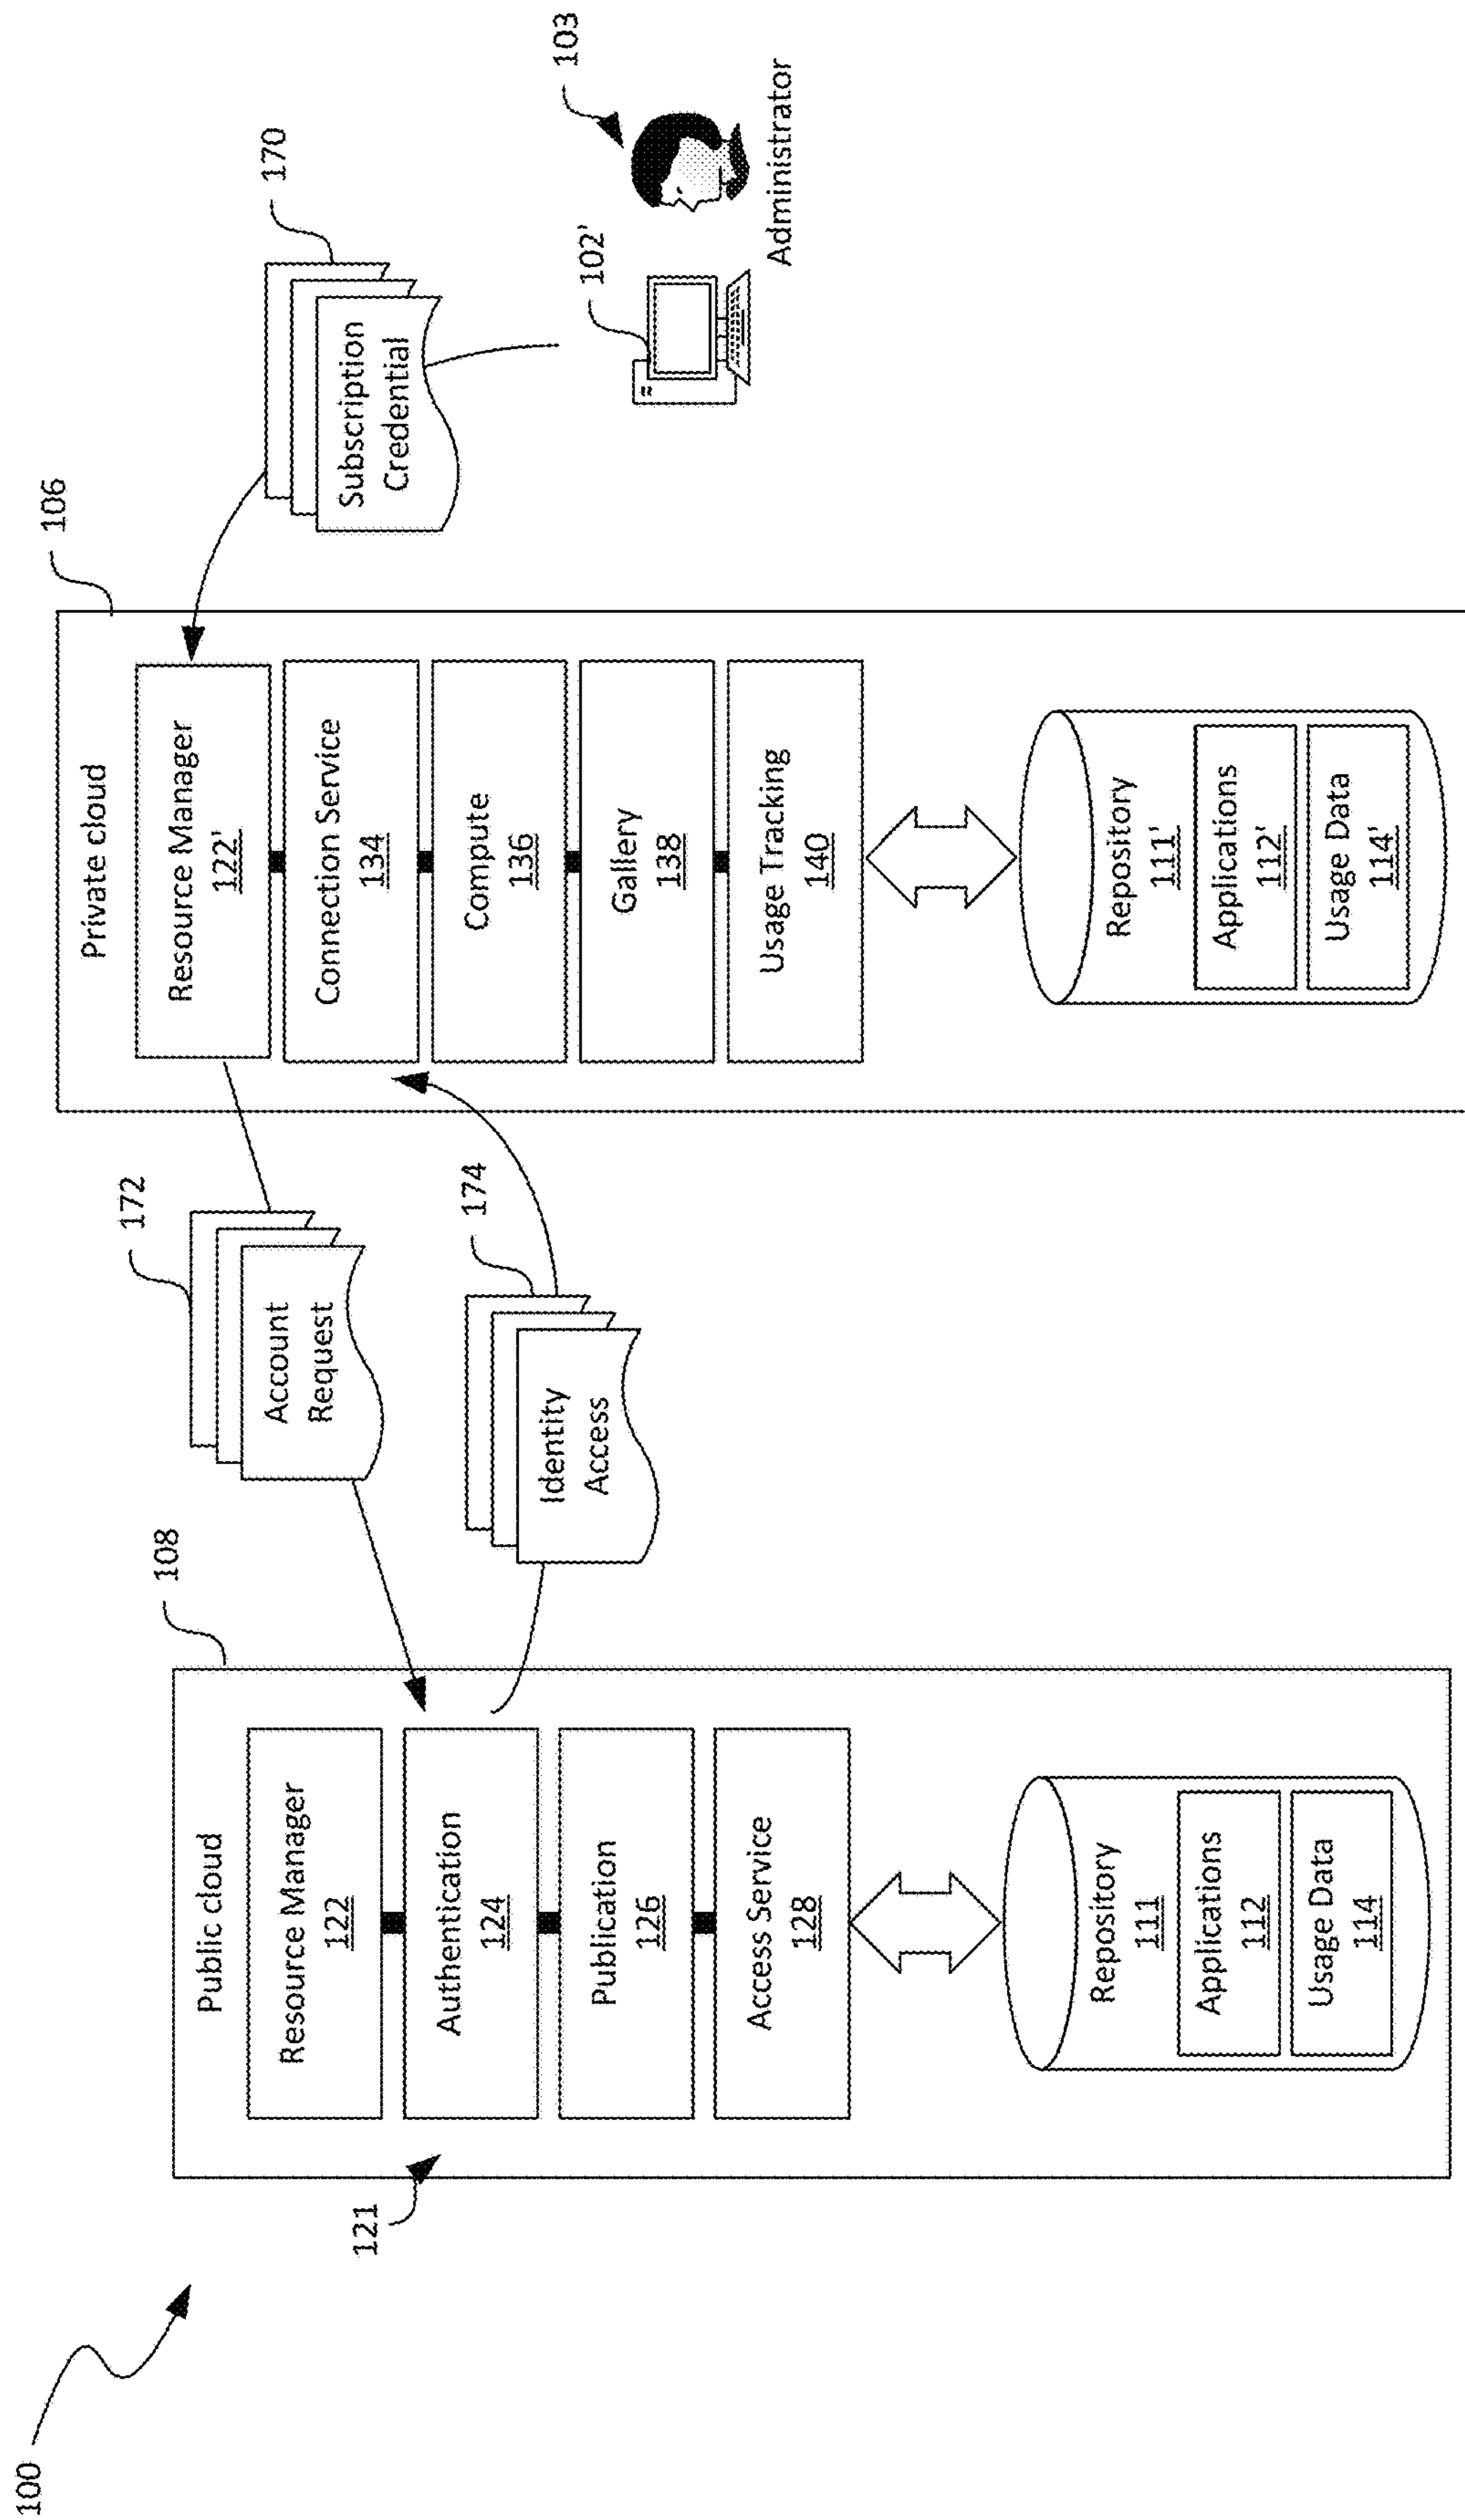 100
121
108
Public cloud
Resource Manager
122
Authentication
124
Publication
126
Access Service
128
Repository
111
Applications
112
Usage Data
114
172
Account
Request
174
Identity
Access
106
Private cloud
Resource Manager
122'
Connection Service
134
Compute
136
Gallery
138
Usage Tracking
140
Repository
111'
Applications
112'
Usage Data
114'
170
Subscription
Credential
102'
103
Administrator